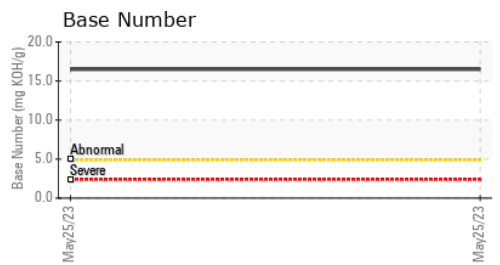 Base Number
Base Number (mg KOH/g)
20.0
15.0
10.0
5.0
0.0
Abnormal
Severe
May25/23
May25/23